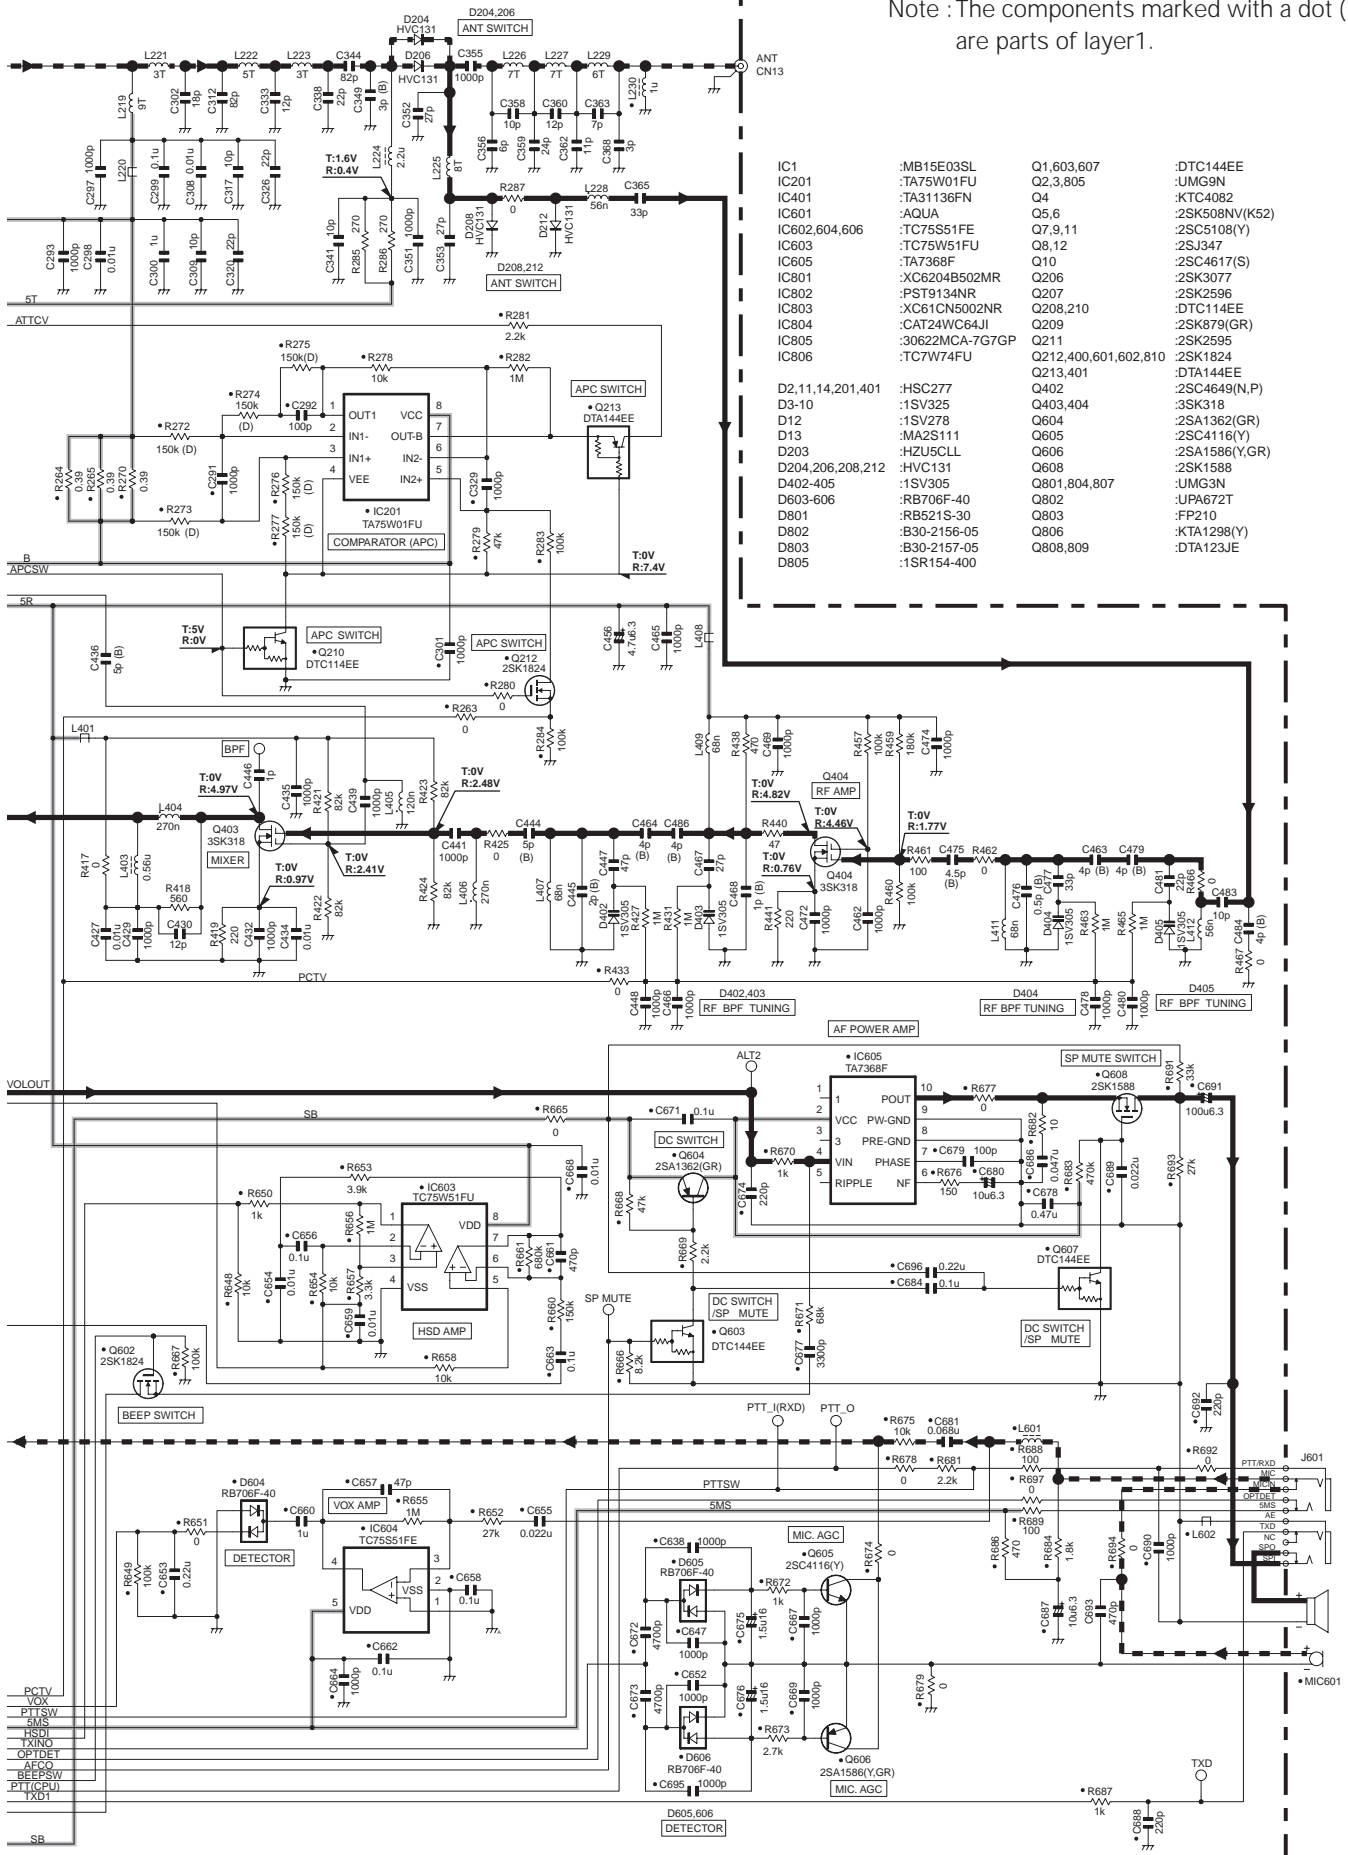 Note : The components marked with a dot (
are parts of layer1.
D204,206
ANT SWITCH
D204
HVC131
D206
HVC131
L221
3T
L222
5T
L223
3T
C344
82p
C355
1000p
L226
7T
L227
7T
L229
6T
ANT
CN13
L219
9T
C302
18p
C312
82p
C333
12p
C338
22p
C349
3p (B)
C352
27p
C358
10p
C360
12p
C363
7p
• L230
1u
C356
6p
C359
24p
C362
11p
C368
3p
C297
1000p
L220
C299
0.1u
C308
0.01u
C317
10p
C326
22p
L224
2.2u
L225
8T
T:1.6V
R:0.4V
R287
0
L228
56n
C365
33p
D208
HVC131
D212
HVC131
D208,212
ANT SWITCH
C293
1000p
C298
0.01u
C300
1u
C309
10p
C320
22p
C341
10p
R285
270
R286
270
C351
1000p
C353
27p
IC1 :MB15E03SL Q1,603,607 :DTC144EE
IC201 :TA75W01FU Q2,3,805 :UMG9N
IC401 :TA31136FN Q4 :KTC4082
IC601 :AQUA Q5,6 :2SK508NV(K52)
IC602,604,606 :TC75S51FE Q7,9,11 :2SC5108(Y)
IC603 :TC75W51FU Q8,12 :2SJ347
IC605 :TA7368F Q10 :2SC4617(S)
IC801 :XC6204B502MR Q206 :2SK3077
IC802 :PST9134NR Q207 :2SK2596
IC803 :XC61CN5002NR Q208,210 :DTC114EE
IC804 :CAT24WC64JI Q209 :2SK879(GR)
IC805 :30622MCA-7G7GP Q211 :2SK2595
IC806 :TC7W74FU Q212,400,601,602,810 :2SK1824
Q213,401 :DTA144EE
D2,11,14,201,401 :HSC277 Q402 :2SC4649(N,P)
D3-10 :1SV325 Q403,404 :3SK318
D12 :1SV278 Q604 :2SA1362(GR)
D13 :MA2S111 Q605 :2SC4116(Y)
D203 :HZU5CLL Q606 :2SA1586(Y,GR)
D204,206,208,212 :HVC131 Q608 :2SK1588
D402-405 :1SV305 Q801,804,807 :UMG3N
D603-606 :RB706F-40 Q802 :UPA672T
D801 :RB521S-30 Q803 :FP210
D802 :B30-2156-05 Q806 :KTA1298(Y)
D803 :B30-2157-05 Q808,809 :DTA123JE
D805 :1SR154-400
5T
ATTCV
• R281
2.2k
• R275
150k(D)
• R278
10k
• R282
1M
• R274
150k
(D)
• C292
100p
APC SWITCH
• Q213
DTA144EE
• R272
150k (D)
1 OUT1 VCC 8
2 IN1- OUT-B 7
3 IN1+ IN2- 6
4 VEE IN2+ 5
• R264
0.39
• R265
0.39
• R270
0.39
• C291
1000p
• R276
150k
(D)
• R277
150k
(D)
• C329
1000p
• R273
150k (D)
• IC201
TA75W01FU
COMPARATOR (APC)
• R279
47k
• R283
100k
B
APCSW
T:0V
R:7.4V
5R
C436
5p (B)
T:5V
R:0V
APC SWITCH
• Q210
DTC114EE
• C301
1000p
APC SWITCH
• Q212
2SK1824
• R280
0
• R263
0
• R284
100k
C456
4.7u6.3
C465
1000p
L408
L401
BPF
C446
1p
T:0V
R:4.97V
C435
1000p
R421
82k
C439
1000p
L405
120n
R423
82k
T:0V
R:2.48V
L409
68n
R438
470
C469
1000p
R457
100k
R459
180k
C474
1000p
Q404
RF AMP
T:0V
R:4.82V
T:0V
R:4.46V
T:0V
R:1.77V
L404
270n
Q403
3SK318
MIXER
T:0V
R:2.41V
T:0V
R:0.97V
C441
1000p
R425
0
C444
5p
(B)
C464
4p
(B)
C486
4p
(B)
R440
47
T:0V
R:0.76V
Q404
3SK318
R461
100
C475
4.5p
(B)
R462
0
C463
4p (B)
C479
4p (B)
R466
0
C483
10p
R417
0
L403
0.56u
R418
560
C430
12p
C427
0.01u
C429
1000p
R419
220
C432
1000p
C434
0.01u
R422
82k
R424
82k
L406
270n
L407
68n
C445
2p (B)
C447
47p
D402
1SV305
R427
1M
R431
1M
C467
27p
D403
1SV305
C468
1p (B)
R441
220
C472
1000p
C462
1000p
R460
100k
L411
68n
C476
0.5p (B)
C477
33p
D404
1SV305
R463
1M
R465
1M
C481
22p
D405
1SV305
L412
56n
C484
4p (B)
R467
0
PCTV
• R433
0
C448
1000p
C466
1000p
D402,403
RF BPF TUNING
D404
RF BPF TUNING
C478
1000p
C480
1000p
D405
RF BPF TUNING
AF POWER AMP
• IC605
TA7368F
ALT2
SP MUTE SWITCH
• Q608
2SK1588
• R691
33k
• C691
100u6.3
VOLOUT
1 1 POUT 10
2 VCC PW-GND 9
3 3 PRE-GND 8
4 VIN PHASE 7
5 RIPPLE NF 6
• R677
0
• R682
10
SB
• R665
0
• C671
0.1u
DC SWITCH
• Q604
2SA1362(GR)
• R670
1k
• C674
220p
• C679 100p
• R676
150
• C680
10u6.3
• C686
0.047u
• C678
0.47u
• R683
470k
• C689
0.022u
• R693
27k
• R653
3.9k
• C668
0.01u
• R668
47k
• R650
1k
• IC603
TC75W51FU
1 VDD 8
2 7
3 6
4 VSS 5
• R656
1M
• C656
0.1u
• R661
680k
• C661
470p
• R669
2.2k
• R648
10k
• C654
0.01u
• R654
10k
• R657
3.3k
• C659
0.01u
• R660
150k
HSD AMP
• C663
0.1u
• R658
10k
• Q607
DTC144EE
• C696 0.22u
• C684 0.1u
SP MUTE
DC SWITCH
/SP MUTE
• Q603
DTC144EE
• R671
68k
• C677
3300p
• R666
8.2k
DC SWITCH
/SP MUTE
• Q602
2SK1824
• R667
100k
BEEP SWITCH
• C692
220p
PTT_I(RXD)
PTT_O
• R675
10k
• C681
0.068u
• L601
• R688
100
• R678
0
• R681
2.2k
• R697
0
• R689
100
• R692
0
J601
PTT/RXD
MIC
MICIN
OPTDET
5MS
AE
TXD
NC
SPO
SPI
PTTSW
5MS
• D604
RB706F-40
• C657 47p
VOX AMP
• R655
1M
• IC604
TC75S51FE
• C660
1u
• R652
27k
• C655
0.022u
• R651
0
DETECTOR
• R649
100k
• C653
0.22u
4 3
VSS 2
5 VDD 1
• C658
0.1u
• C662
0.1u
• C664
1000p
• C638 1000p
• D605
RB706F-40
MIC. AGC
• Q605
2SC4116(Y)
• R674
0
• R672
1k
• C672
4700p
• C647
1000p
• C675
1.5u16
• C667
1000p
• C652
1000p
• C673
4700p
• C676
1.5u16
• C669
1000p
• R673
2.7k
• D606
RB706F-40
• C695 1000p
• Q606
2SA1586(Y,GR)
MIC. AGC
D605,606
DETECTOR
• R686
470
• R684
1.8k
• R694
0
• C690
1000p
• L602
• C687
10u6.3
• C693
470p
• R679
0
• MIC601
PCTV
VOX
PTTSW
5MS
HSDI
TXINO
OPTDET
AFCO
BEEPSW
PTT(CPU)
TXD1
SB
TXD
• R687
1k
• C688
220p